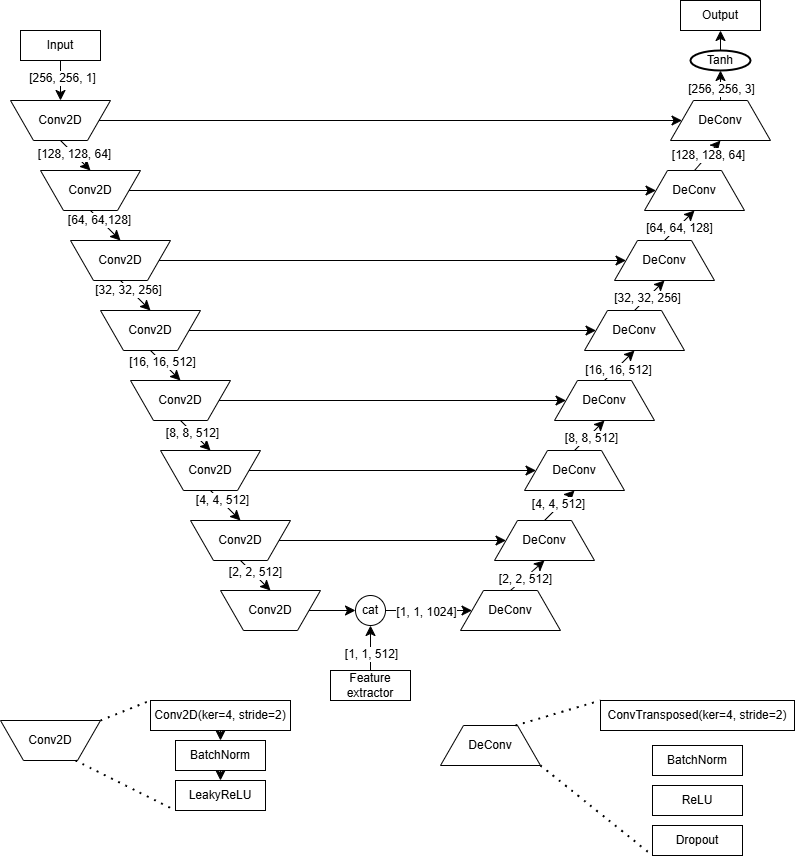 Output
Input
Tanh
[256, 256, 1]
[256, 256, 3]
Conv2D
DeConv
[128, 128, 64]
[128, 128, 64]
Conv2D
DeConv
[64, 64,128]
[64, 64, 128]
Conv2D
DeConv
[32, 32, 256]
[32, 32, 256]
Conv2D
DeConv
[16, 16, 512]
[16, 16, 512]
Conv2D
DeConv
[8, 8, 512]
[8, 8, 512]
Conv2D
DeConv
[4, 4, 512]
[4, 4, 512]
Conv2D
DeConv
[2, 2, 512]
[2, 2, 512]
Conv2D
cat
[1, 1, 1024]
DeConv
[1, 1, 512]
Feature
extractor
Conv2D
Conv2D(ker=4, stride=2)
BatchNorm
LeakyReLU
DeConv
ConvTransposed(ker=4, stride=2)
BatchNorm
ReLU
Dropout